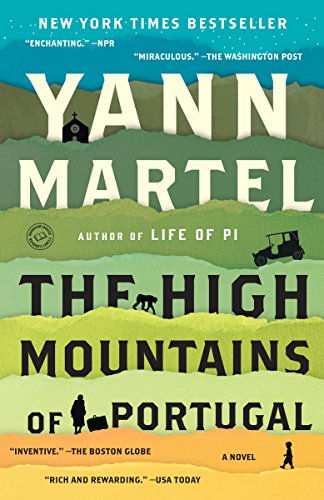 NEW YORK TIMES BESTSELLER
"ENCHANTING." —NPR
"MIRACULOUS." —THE WASHINGTON POST
YANN
MARTEL
AUTHOR OF LIFE OF PI
THE HIGH
MOUNTAINS
OF PORTUGAL
"INVENTIVE." —THE BOSTON GLOBE
A NOVEL
"RICH AND REWARDING." —USA TODAY